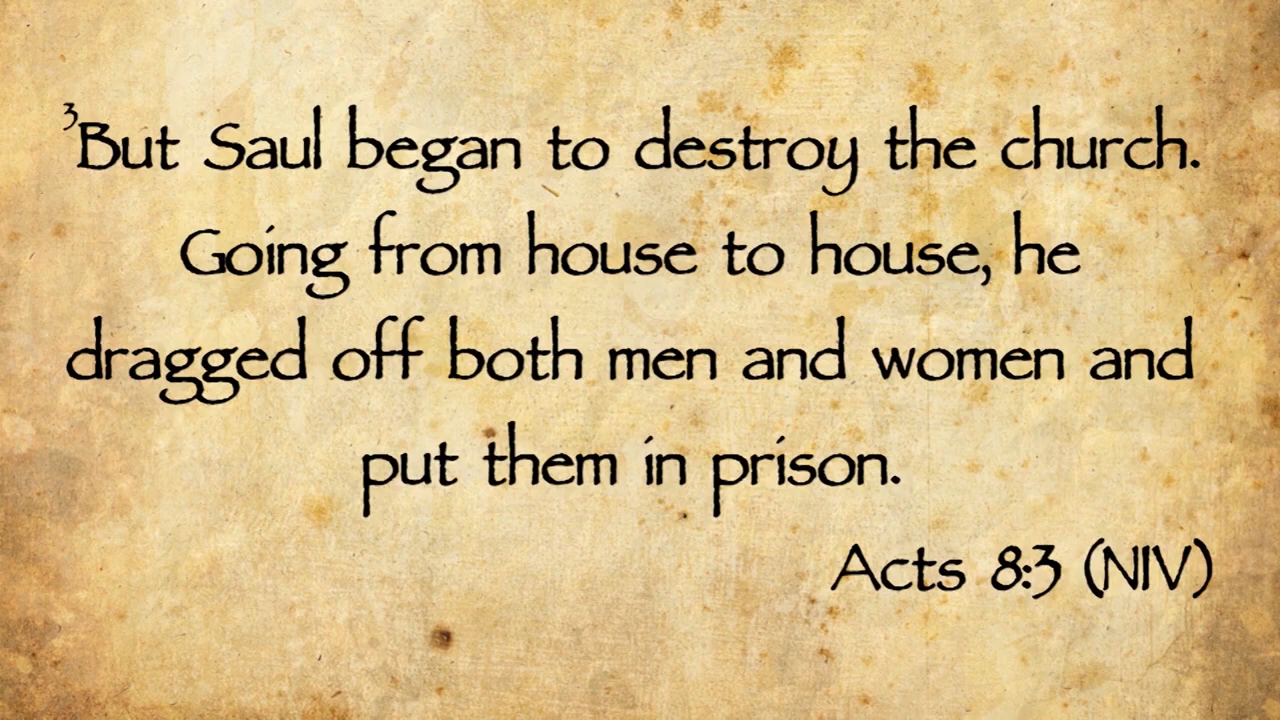 ³But Saul began to destroy the church.
Going from house to house, he
dragged off both men and women and
put them in prison.
Acts 8:3 (NIV)